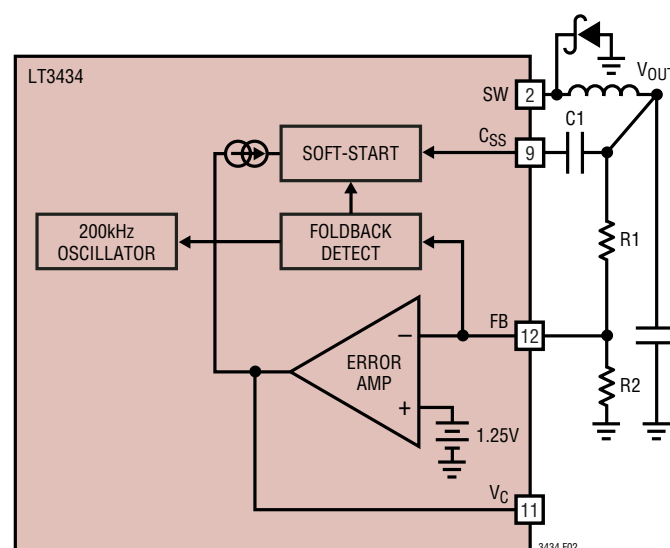 LT3434
SW
2
V_OUT
C_SS
9
C1
SOFT-START
200kHz
OSCILLATOR
FOLDBACK
DETECT
R1
FB
12
ERROR
AMP
−
+
1.25V
R2
V_C
11
3434 F02